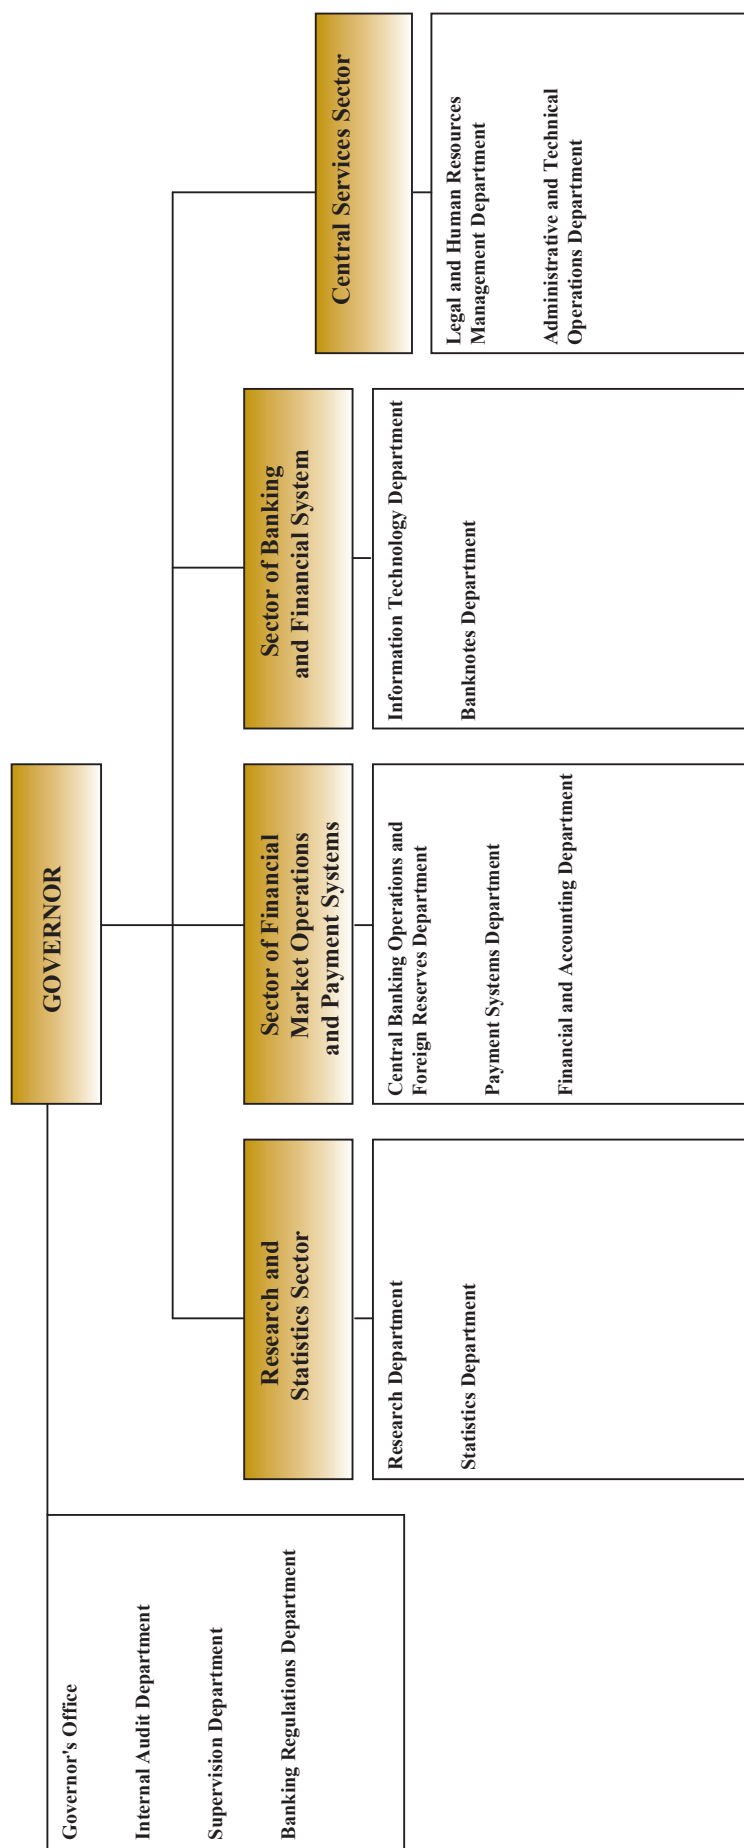 GOVERNOR
Governor's Office
Internal Audit Department
Supervision Department
Banking Regulations Department
Research and
Statistics Sector
Research Department
Statistics Department
Sector of Financial
Market Operations
and Payment Systems
Central Banking Operations and
Foreign Reserves Department
Payment Systems Department
Financial and Accounting Department
Sector of Banking
and Financial System
Information Technology Department
Banknotes Department
Central Services Sector
Legal and Human Resources
Management Department
Administrative and Technical
Operations Department